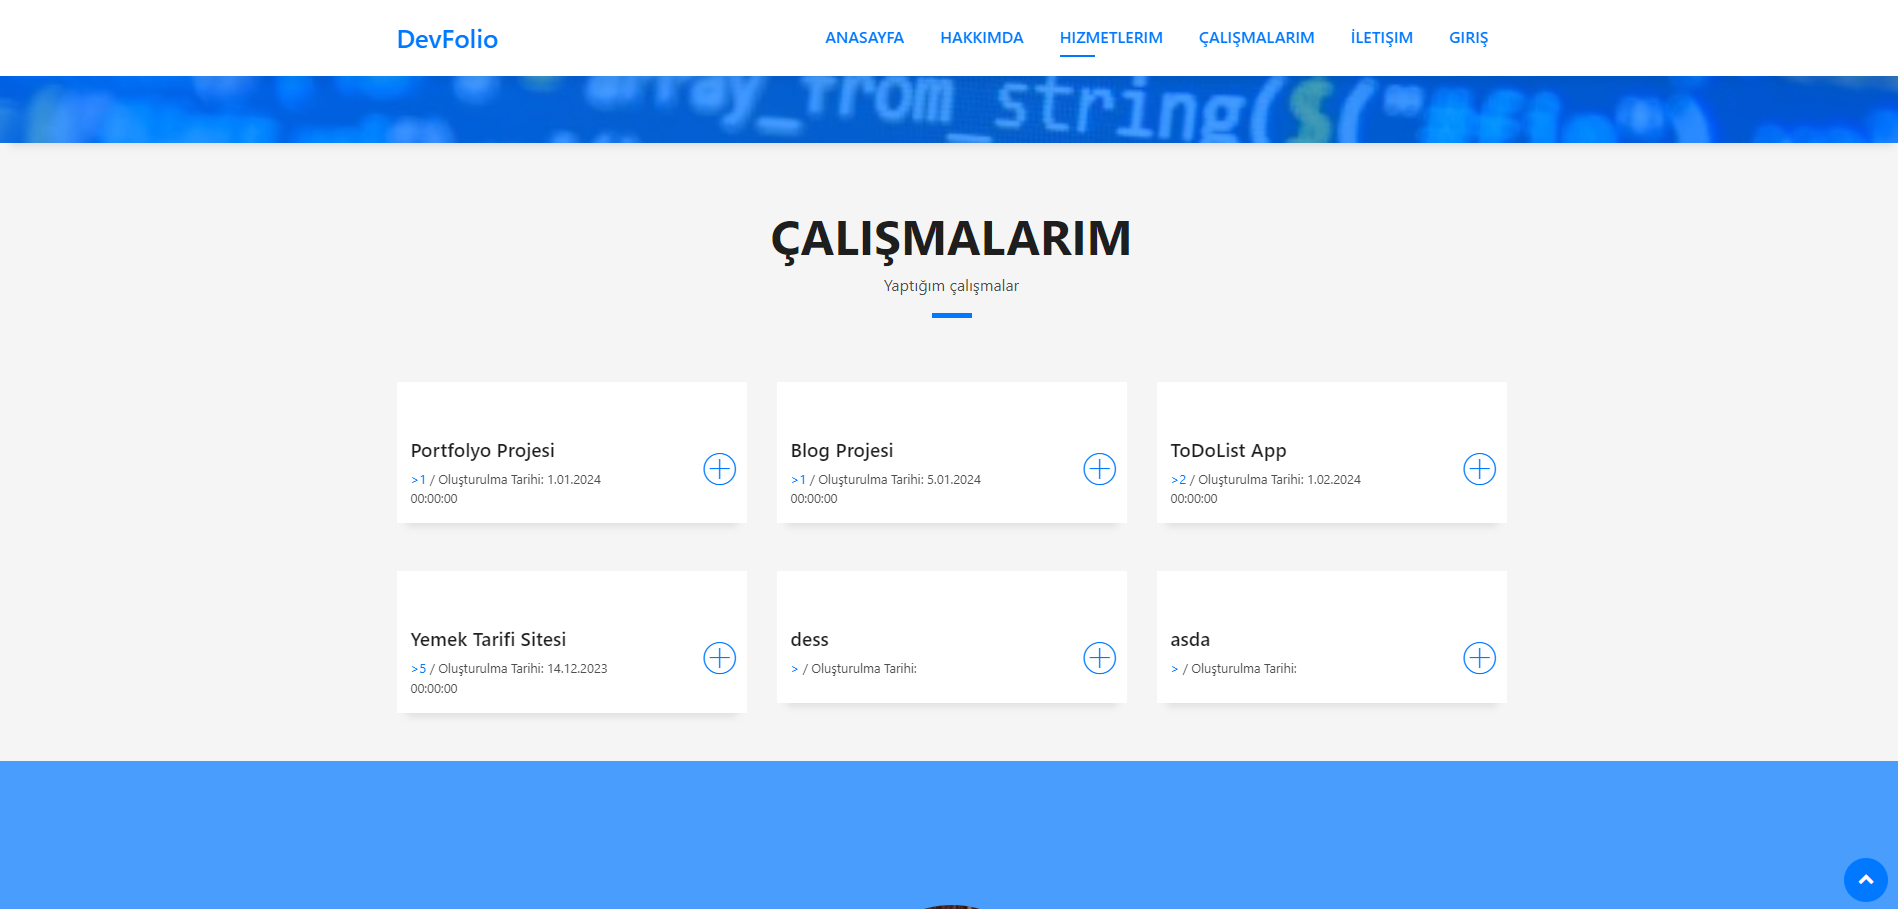 DevFolio
ANASAYFA HAKKIMDA HIZMETLERIM ÇALIŞMALARIM İLETIŞIM GIRIŞ
array_from_string($("#
ÇALIŞMALARIM
Yaptığım çalışmalar
Portfolyo Projesi
>1 / Oluşturulma Tarihi: 1.01.2024
00:00:00
Blog Projesi
>1 / Oluşturulma Tarihi: 5.01.2024
00:00:00
ToDoList App
>2 / Oluşturulma Tarihi: 1.02.2024
00:00:00
Yemek Tarifi Sitesi
>5 / Oluşturulma Tarihi: 14.12.2023
00:00:00
dess
> / Oluşturulma Tarihi:
asda
> / Oluşturulma Tarihi: